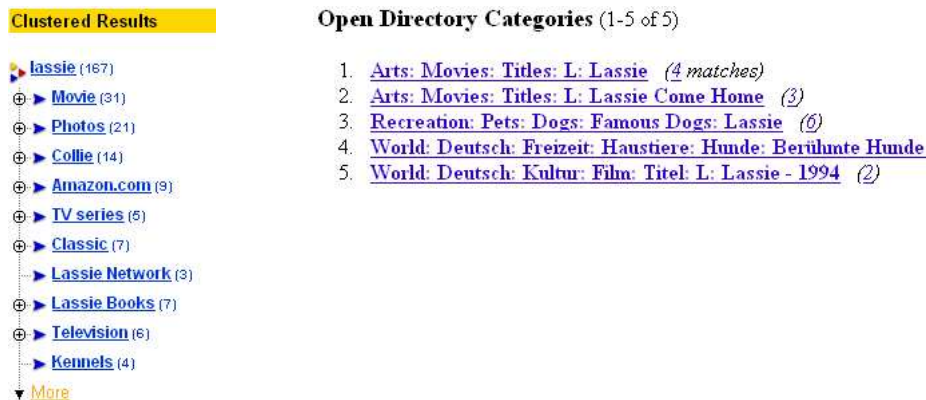 Clustered Results
lassie (167)
Movie (31)
Photos (21)
Collie (14)
Amazon.com (9)
TV series (5)
Classic (7)
Lassie Network (3)
Lassie Books (7)
Television (6)
Kennels (4)
More
Open Directory Categories (1-5 of 5)
1. Arts: Movies: Titles: L: Lassie (4 matches)
2. Arts: Movies: Titles: L: Lassie Come Home (3)
3. Recreation: Pets: Dogs: Famous Dogs: Lassie (6)
4. World: Deutsch: Freizeit: Haustiere: Hunde: Berühmte Hunde
5. World: Deutsch: Kultur: Film: Titel: L: Lassie - 1994 (2)